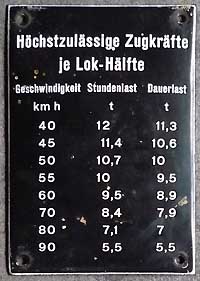 Höchstzulässige Zugkräfte
je Lok-Hälfte
Geschwindigkeit Stundenlast Dauerlast
km h t t
40 12 11,3
45 11,4 10,6
50 10,7 10
55 10 9,5
60 9,5 8,9
70 8,4 7,9
80 7,1 7
90 5,5 5,5